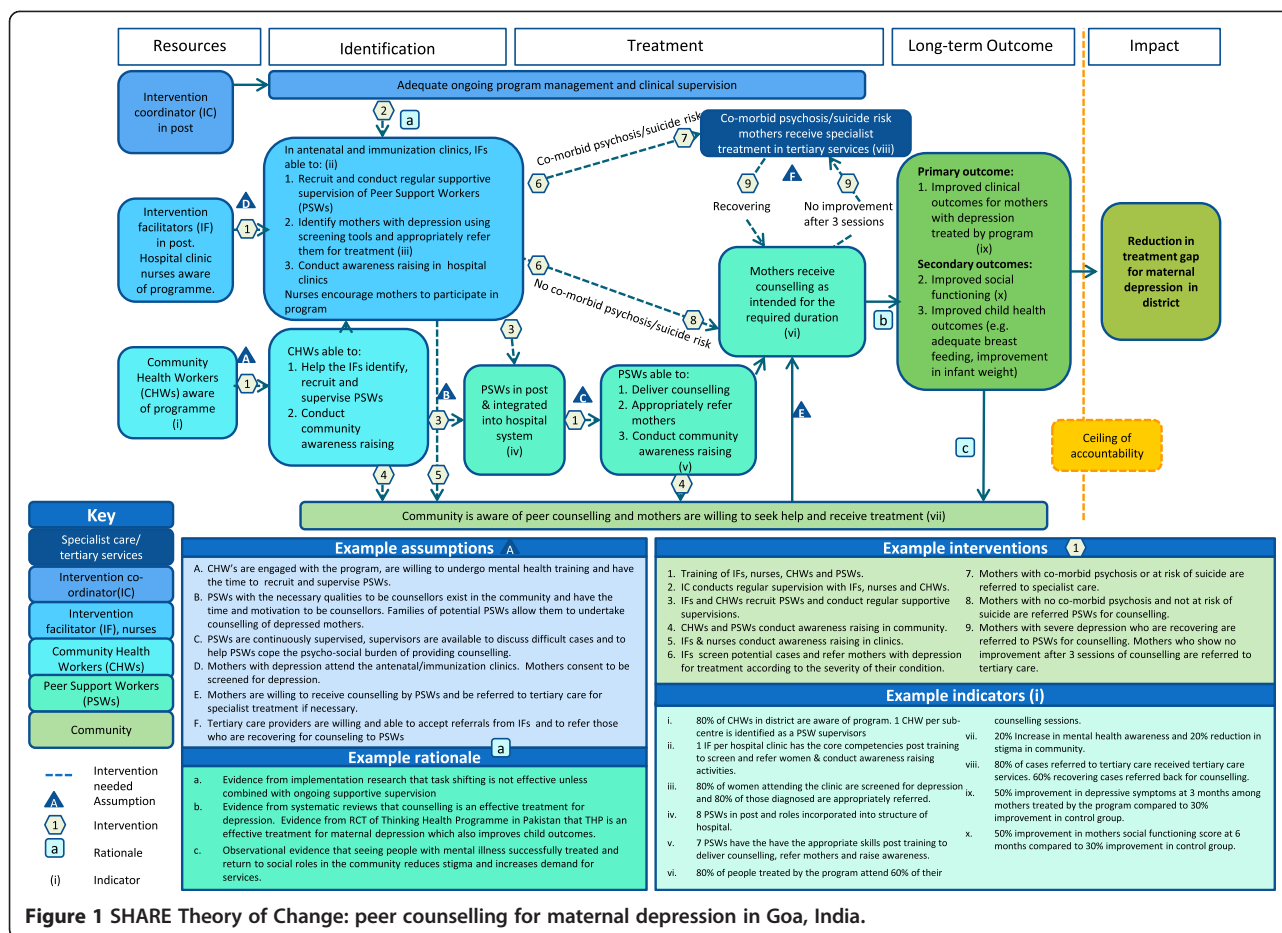 Resources
Identification
Treatment
Long-term Outcome
Impact
Intervention
coordinator (IC)
in post
Adequate ongoing program management and clinical supervision
2
a
In antenatal and immunization clinics, IFs
able to: (ii)
1. Recruit and conduct regular supportive
supervision of Peer Support Workers
(PSWs)
2. Identify mothers with depression using
screening tools and appropriately refer
them for treatment (iii)
3. Conduct awareness raising in hospital
clinics
Nurses encourage mothers to participate in
program
D
1
Intervention
facilitators (IF)
in post.
Hospital clinic
nurses aware
of programme.
6
Co-morbid psychosis/suicide risk
7
Co-morbid psychosis/suicide risk
mothers receive specialist
treatment in tertiary services (viii)
9
F
9
Recovering
No improvement
after 3 sessions
6
No co-morbid psychosis/suicide risk
8
Mothers receive
counselling as
intended for the
required duration
(vi)
b
Primary outcome:
1. Improved clinical
outcomes for mothers
with depression
treated by program
(ix)
Secondary outcomes:
2. Improved social
functioning (x)
3. Improved child health
outcomes (e.g.
adequate breast
feeding, improvement
in infant weight)
Reduction in
treatment gap
for maternal
depression in
district
Community
Health Workers
(CHWs) aware
of programme
(i)
A
1
CHWs able to:
1. Help the IFs identify,
recruit and
supervise PSWs
2. Conduct
community
awareness raising
3
B
3
PSWs in post
& integrated
into hospital
system
(iv)
C
1
PSWs able to:
1. Deliver counselling
2. Appropriately refer
mothers
3. Conduct community
awareness raising
(v)
E
c
Ceiling of
accountability
4
5
4
Community is aware of peer counselling and mothers are willing to seek help and receive treatment (vii)
Key
Specialist care/
tertiary services
Intervention co-
ordinator(IC)
Intervention
facilitator (IF), nurses
Community Health
Workers (CHWs)
Peer Support Workers
(PSWs)
Community
Intervention
needed
A
Assumption
1
Intervention
a
Rationale
(i)
Indicator
Example assumptions A
A. CHW's are engaged with the program, are willing to undergo mental health training and have
the time to recruit and supervise PSWs.
B. PSWs with the necessary qualities to be counsellors exist in the community and have the
time and motivation to be counsellors. Families of potential PSWs allow them to undertake
counselling of depressed mothers.
C. PSWs are continuously supervised, supervisors are available to discuss difficult cases and to
help PSWs cope the psycho-social burden of providing counselling.
D. Mothers with depression attend the antenatal/immunization clinics. Mothers consent to be
screened for depression.
E. Mothers are willing to receive counselling by PSWs and be referred to tertiary care for
specialist treatment if necessary.
F. Tertiary care providers are willing and able to accept referrals from IFs and to refer those
who are recovering for counseling to PSWs
Example rationale a
a. Evidence from implementation research that task shifting is not effective unless
combined with ongoing supportive supervision
b. Evidence from systematic reviews that counselling is an effective treatment for
depression. Evidence from RCT of Thinking Health Programme in Pakistan that THP is an
effective treatment for maternal depression which also improves child outcomes.
c. Observational evidence that seeing people with mental illness successfully treated and
return to social roles in the community reduces stigma and increases demand for
services.
Example interventions 1
1. Training of IFs, nurses, CHWs and PSWs.
2. IC conducts regular supervision with IFs, nurses and CHWs.
3. IFs and CHWs recruit PSWs and conduct regular supportive
supervisions.
4. CHWs and PSWs conduct awareness raising in community.
5. IFs & nurses conduct awareness raising in clinics.
6. IFs screen potential cases and refer mothers with depression
for treatment according to the severity of their condition.
7. Mothers with co-morbid psychosis or at risk of suicide are
referred to specialist care.
8. Mothers with no co-morbid psychosis and not at risk of
suicide are referred PSWs for counselling.
9. Mothers with severe depression who are recovering are
referred to PSWs for counselling. Mothers who show no
improvement after 3 sessions of counselling are referred to
tertiary care.
Example indicators (i)
i. 80% of CHWs in district are aware of program. 1 CHW per sub-
centre is identified as a PSW supervisors
ii. 1 IF per hospital clinic has the core competencies post training
to screen and refer women & conduct awareness raising
activities.
iii. 80% of women attending the clinic are screened for depression
and 80% of those diagnosed are appropriately referred.
iv. 8 PSWs in post and roles incorporated into structure of
hospital.
v. 7 PSWs have the have the appropriate skills post training to
deliver counselling, refer mothers and raise awareness.
vi. 80% of people treated by the program attend 60% of their
counselling sessions.
vii. 20% Increase in mental health awareness and 20% reduction in
stigma in community.
viii. 80% of cases referred to tertiary care received tertiary care
services. 60% recovering cases referred back for counselling.
ix. 50% improvement in depressive symptoms at 3 months among
mothers treated by the program compared to 30%
improvement in control group.
x. 50% improvement in mothers social functioning score at 6
months compared to 30% improvement in control group.
Figure 1 SHARE Theory of Change: peer counselling for maternal depression in Goa, India.